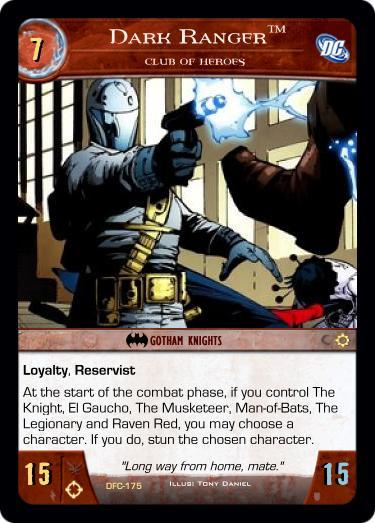 7
DARK RANGER™
CLUB OF HEROES
DC
GOTHAM KNIGHTS
Loyalty, Reservist
At the start of the combat phase, if you control The
Knight, El Gaucho, The Musketeer, Man-of-Bats, The
Legionary and Raven Red, you may choose a
character. If you do, stun the chosen character.
15
"Long way from home, mate."
15
DFC-175
ILLUS: TONY DANIEL